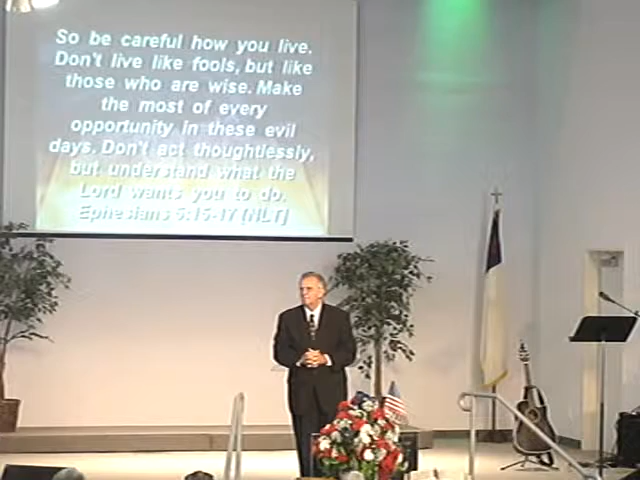 So be careful how you live.
Don't live like fools, but like
those who are wise. Make
the most of every
opportunity in these evil
days. Don't act thoughtlessly,
but understand what the
Lord wants you to do.
Ephesians 5:15-17 (NLT)